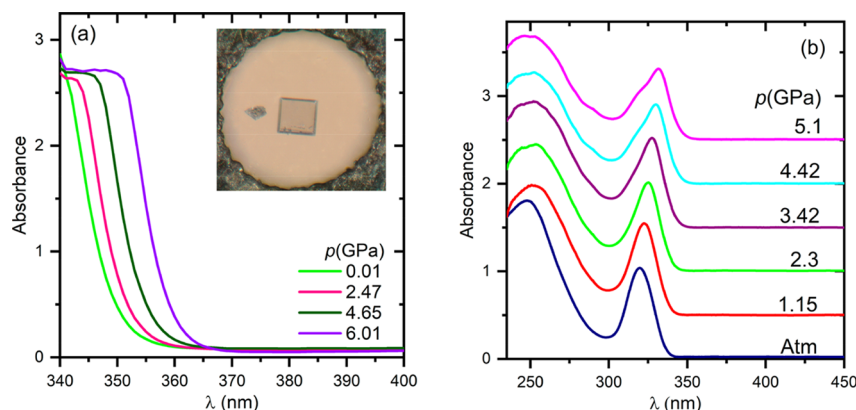 (a)
3
2
1
0
Absorbance
p(GPa)
0.01
2.47
4.65
6.01
340 350 360 370 380 390 400
λ (nm)
(b)
3
2
1
0
Absorbance
p(GPa)
5.1
4.42
3.42
2.3
1.15
Atm
250 300 350 400 450
λ (nm)